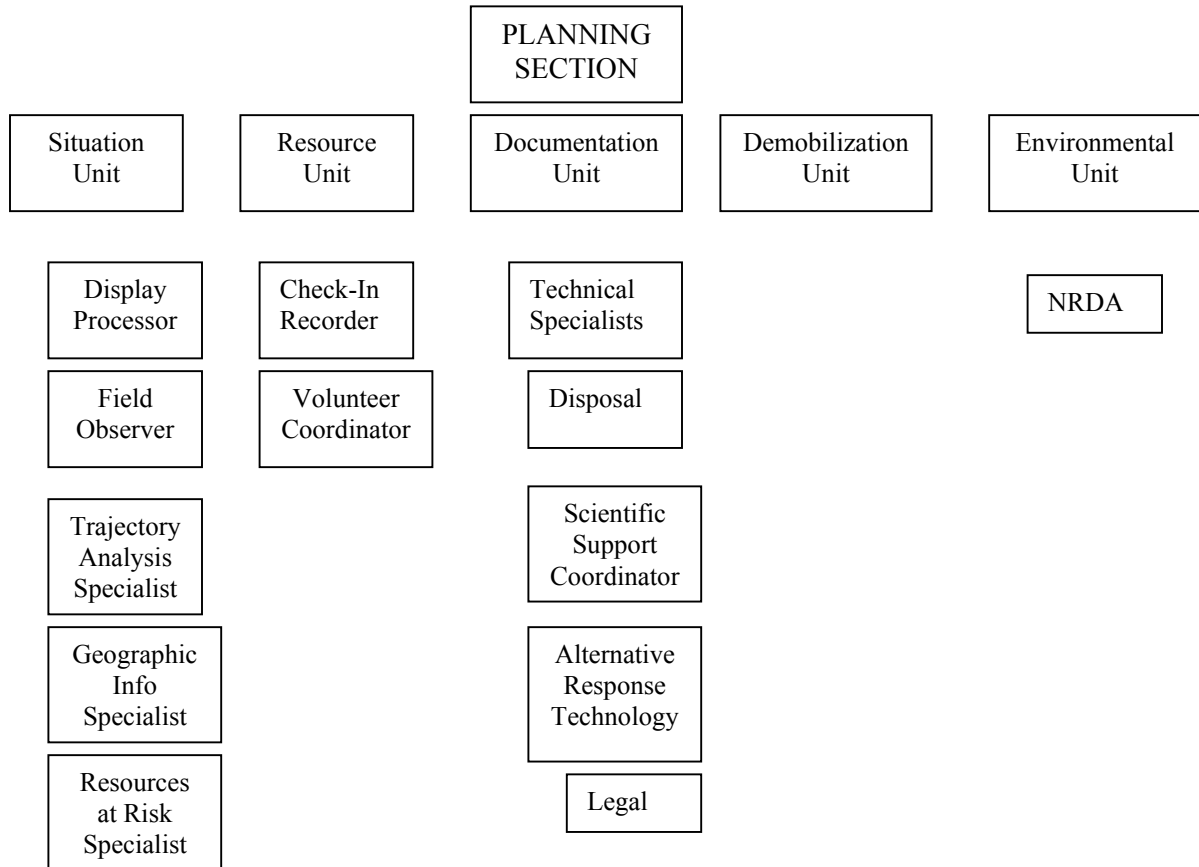 PLANNING
SECTION
Situation
Unit
Resource
Unit
Documentation
Unit
Demobilization
Unit
Environmental
Unit
Display
Processor
Check-In
Recorder
Technical
Specialists
NRDA
Field
Observer
Volunteer
Coordinator
Disposal
Trajectory
Analysis
Specialist
Scientific
Support
Coordinator
Geographic
Info
Specialist
Alternative
Response
Technology
Resources
at Risk
Specialist
Legal